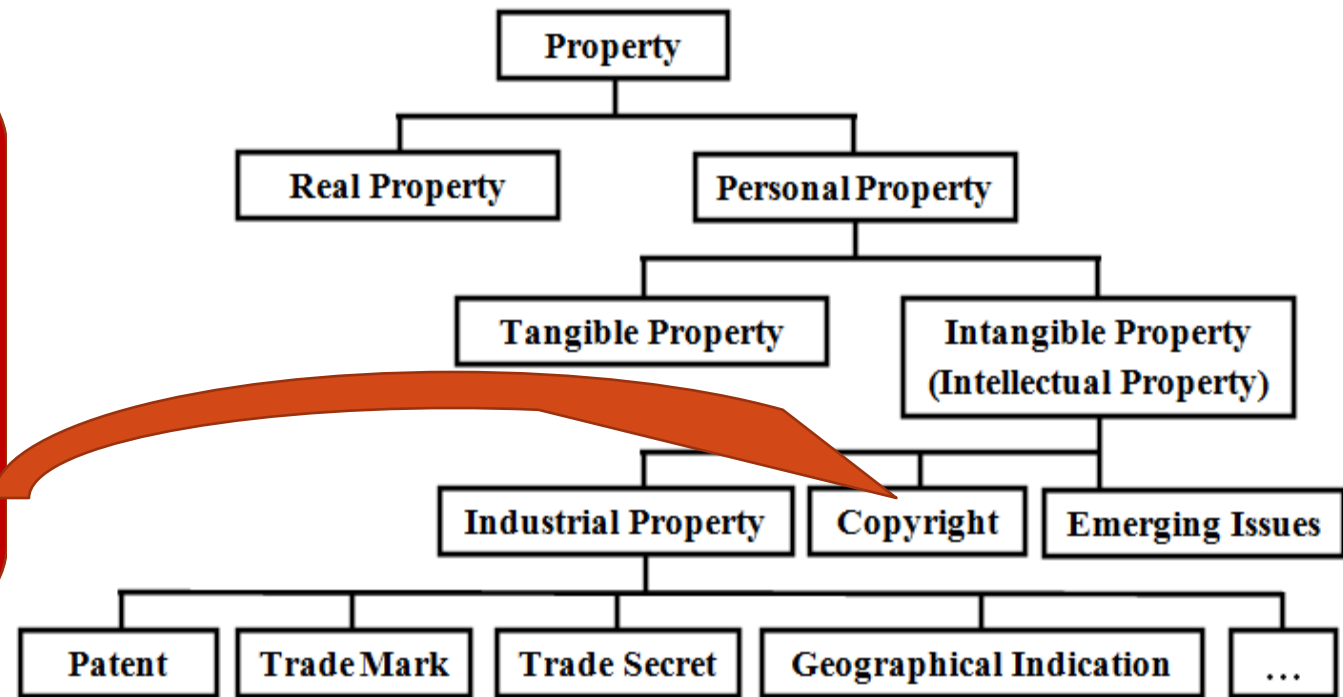 Property
Real Property
Personal Property
Tangible Property
Intangible Property
(Intellectual Property)
Industrial Property
Copyright
Emerging Issues
Patent
Trade Mark
Trade Secret
Geographical Indication
...